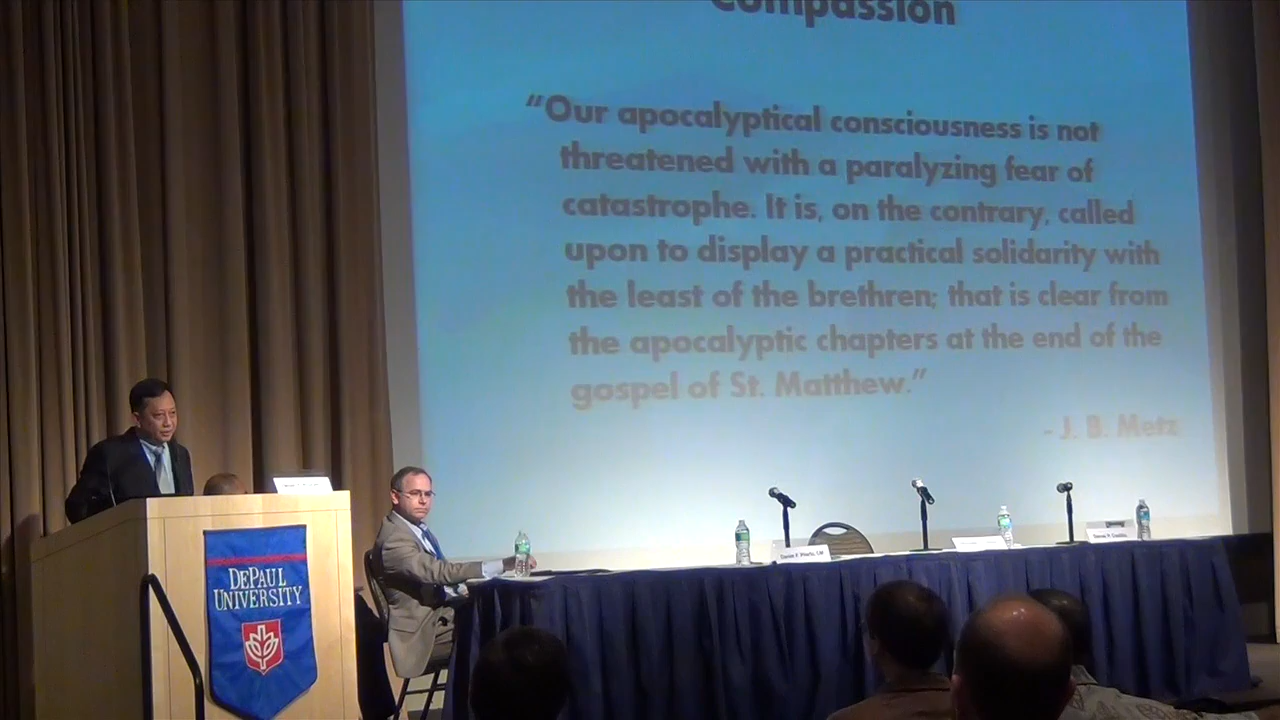 Compassion
“Our apocalyptical consciousness is not
threatened with a paralyzing fear of
catastrophe. It is, on the contrary, called
upon to display a practical solidarity with
the least of the brethren; that is clear from
the apocalyptic chapters at the end of the
gospel of St. Matthew.”
- J. B. Metz
DEPAUL
UNIVERSITY